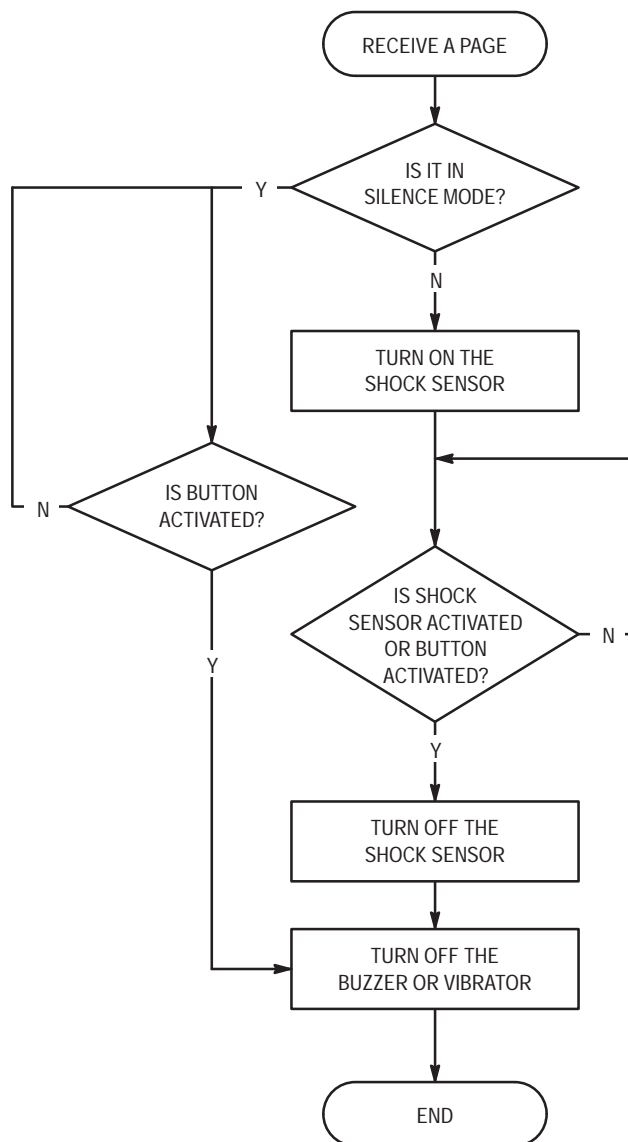 RECEIVE A PAGE
IS IT IN
SILENCE MODE?
Y
N
TURN ON THE
SHOCK SENSOR
IS BUTTON
ACTIVATED?
N
Y
IS SHOCK
SENSOR ACTIVATED
OR BUTTON
ACTIVATED?
N
Y
TURN OFF THE
SHOCK SENSOR
TURN OFF THE
BUZZER OR VIBRATOR
END